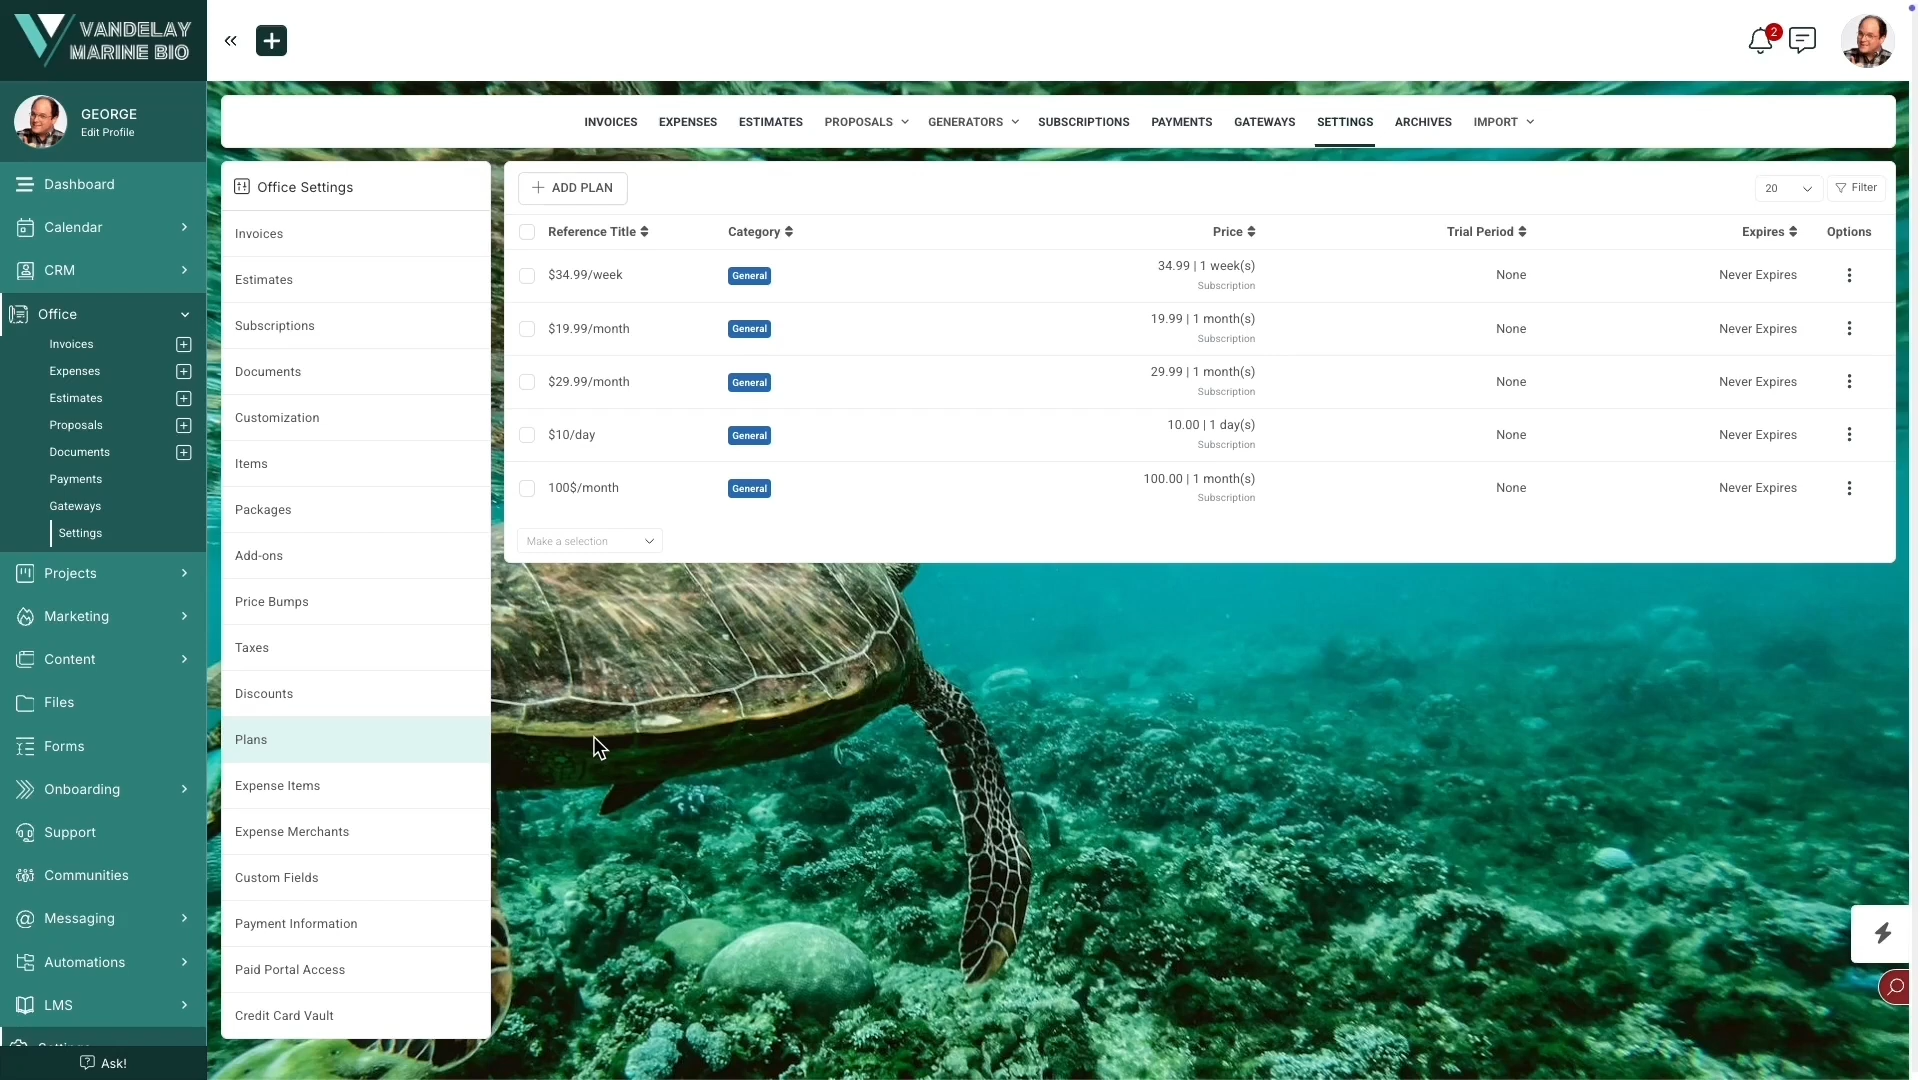 VANDELAY
MARINE BIO
2
GEORGE
Edit Profile
Dashboard
Calendar
CRM
Office
Invoices
Expenses
Estimates
Proposals
Documents
Payments
Gateways
Settings
Projects
Marketing
Content
Files
Forms
Onboarding
Support
Communities
Messaging
Automations
LMS
Ask!
INVOICES EXPENSES ESTIMATES PROPOSALS GENERATORS SUBSCRIPTIONS PAYMENTS GATEWAYS SETTINGS ARCHIVES IMPORT
Office Settings
Invoices
Estimates
Subscriptions
Documents
Customization
Items
Packages
Add-ons
Price Bumps
Taxes
Discounts
Plans
Expense Items
Expense Merchants
Custom Fields
Payment Information
Paid Portal Access
Credit Card Vault
ADD PLAN
20
Filter
Reference Title Category Price Trial Period Expires Options
$34.99/week General 34.99 | 1 week(s) None Never Expires
Subscription
$19.99/month General 19.99 | 1 month(s) None Never Expires
Subscription
$29.99/month General 29.99 | 1 month(s) None Never Expires
Subscription
$10/day General 10.00 | 1 day(s) None Never Expires
Subscription
100$/month General 100.00 | 1 month(s) None Never Expires
Subscription
Make a selection